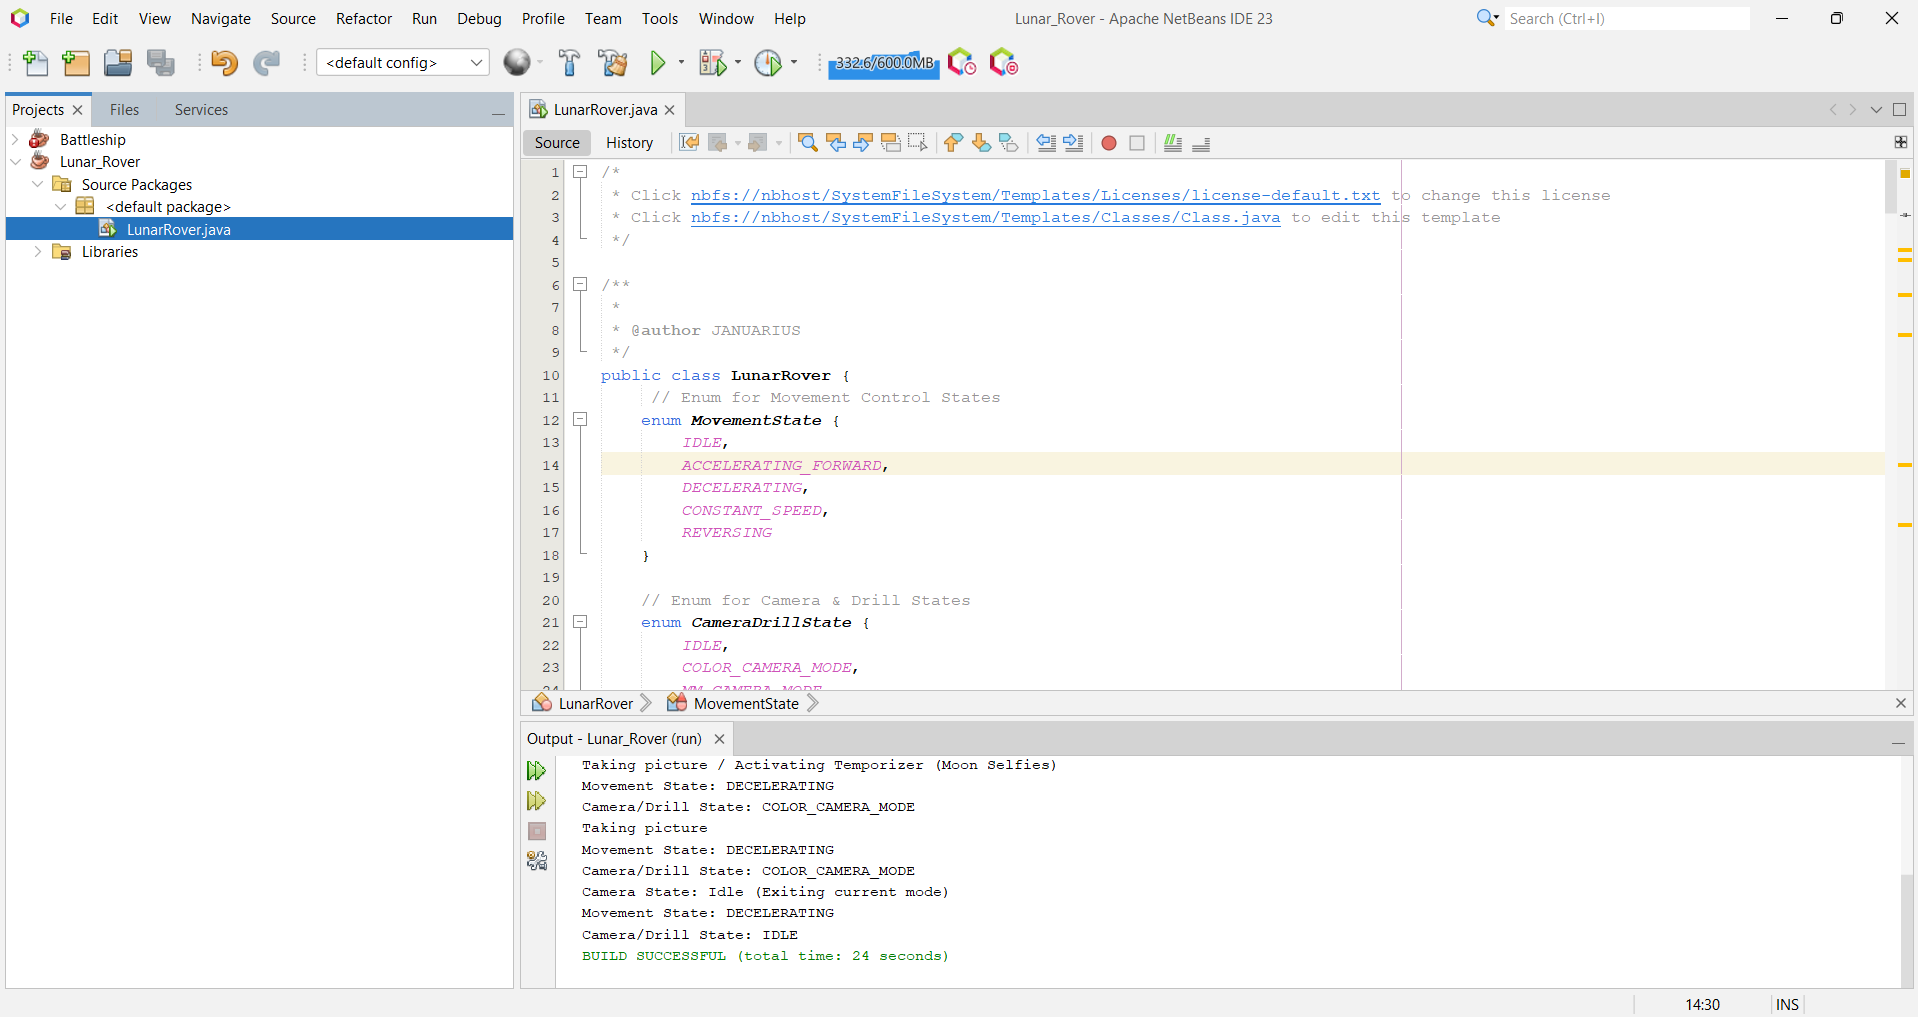 File Edit View Navigate Source Refactor Run Debug Profile Team Tools Window Help
Lunar_Rover - Apache NetBeans IDE 23
Search (Ctrl+I)
<default config>
332.6/600.0MB
Projects Files Services
Battleship
Lunar_Rover
Source Packages
<default package>
LunarRover.java
Libraries
LunarRover.java
Source History
1 /*
2 * Click nbfs://nbhost/SystemFileSystem/Templates/Licenses/license-default.txt to change this license
3 * Click nbfs://nbhost/SystemFileSystem/Templates/Classes/Class.java to edit this template
4 */
5
6 /**
7 *
8 * @author JANUARIUS
9 */
10 public class LunarRover {
11 // Enum for Movement Control States
12 enum MovementState {
13 IDLE,
14 ACCELERATING_FORWARD,
15 DECELERATING,
16 CONSTANT_SPEED,
17 REVERSING
18 }
19
20 // Enum for Camera & Drill States
21 enum CameraDrillState {
22 IDLE,
23 COLOR_CAMERA_MODE,
24 MM_CAMERA_MODE
LunarRover MovementState
Output - Lunar_Rover (run)
Taking picture / Activating Temporizer (Moon Selfies)
Movement State: DECELERATING
Camera/Drill State: COLOR_CAMERA_MODE
Taking picture
Movement State: DECELERATING
Camera/Drill State: COLOR_CAMERA_MODE
Camera State: Idle (Exiting current mode)
Movement State: DECELERATING
Camera/Drill State: IDLE
BUILD SUCCESSFUL (total time: 24 seconds)
14:30 INS